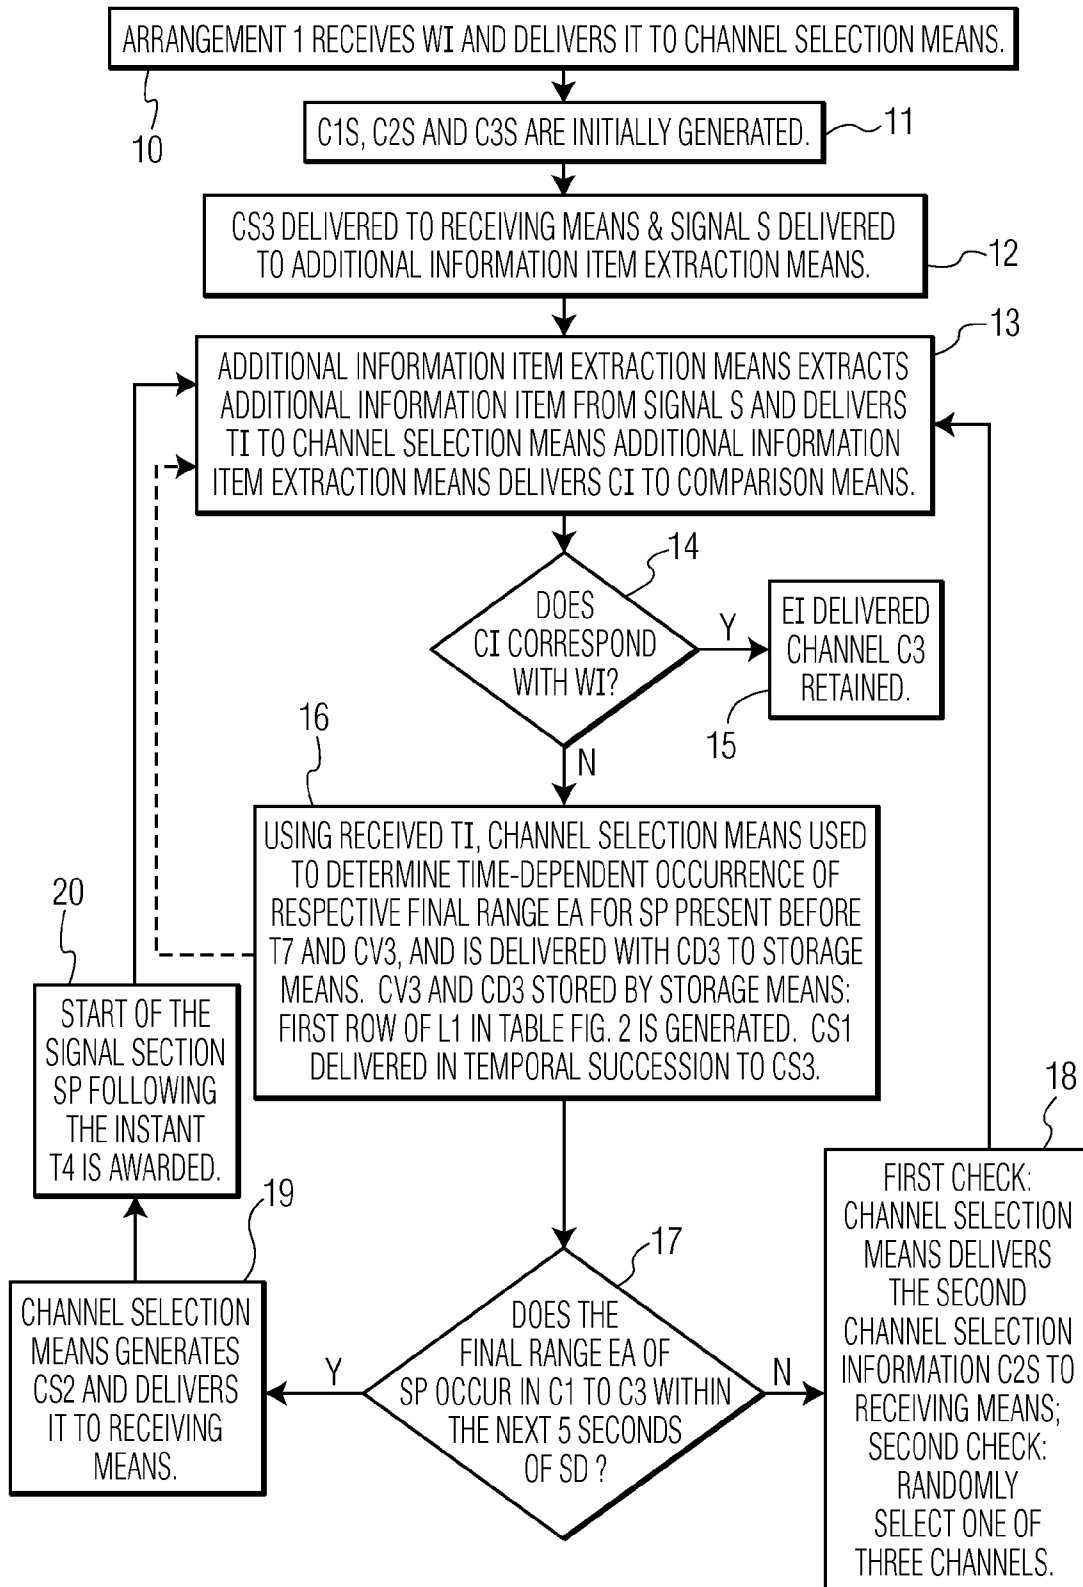 ARRANGEMENT 1 RECEIVES WI AND DELIVERS IT TO CHANNEL SELECTION MEANS.
10
C1S, C2S AND C3S ARE INITIALLY GENERATED.
11
CS3 DELIVERED TO RECEIVING MEANS & SIGNAL S DELIVERED
TO ADDITIONAL INFORMATION ITEM EXTRACTION MEANS.
12
13
ADDITIONAL INFORMATION ITEM EXTRACTION MEANS EXTRACTS
ADDITIONAL INFORMATION ITEM FROM SIGNAL S AND DELIVERS
TI TO CHANNEL SELECTION MEANS ADDITIONAL INFORMATION
ITEM EXTRACTION MEANS DELIVERS CI TO COMPARISON MEANS.
14
DOES
CI CORRESPOND
WITH WI?
Y
EI DELIVERED
CHANNEL C3
RETAINED.
15
N
16
USING RECEIVED TI, CHANNEL SELECTION MEANS USED
TO DETERMINE TIME-DEPENDENT OCCURRENCE OF
RESPECTIVE FINAL RANGE EA FOR SP PRESENT BEFORE
T7 AND CV3, AND IS DELIVERED WITH CD3 TO STORAGE
MEANS. CV3 AND CD3 STORED BY STORAGE MEANS:
FIRST ROW OF L1 IN TABLE FIG. 2 IS GENERATED. CS1
DELIVERED IN TEMPORAL SUCCESSION TO CS3.
17
DOES THE
FINAL RANGE EA OF
SP OCCUR IN C1 TO C3 WITHIN
THE NEXT 5 SECONDS
OF SD ?
Y
N
18
FIRST CHECK:
CHANNEL SELECTION
MEANS DELIVERS
THE SECOND
CHANNEL SELECTION
INFORMATION C2S TO
RECEIVING MEANS;
SECOND CHECK:
RANDOMLY
SELECT ONE OF
THREE CHANNELS.
19
CHANNEL SELECTION
MEANS GENERATES
CS2 AND DELIVERS
IT TO RECEIVING
MEANS.
20
START OF THE
SIGNAL SECTION
SP FOLLOWING
THE INSTANT
T4 IS AWARDED.